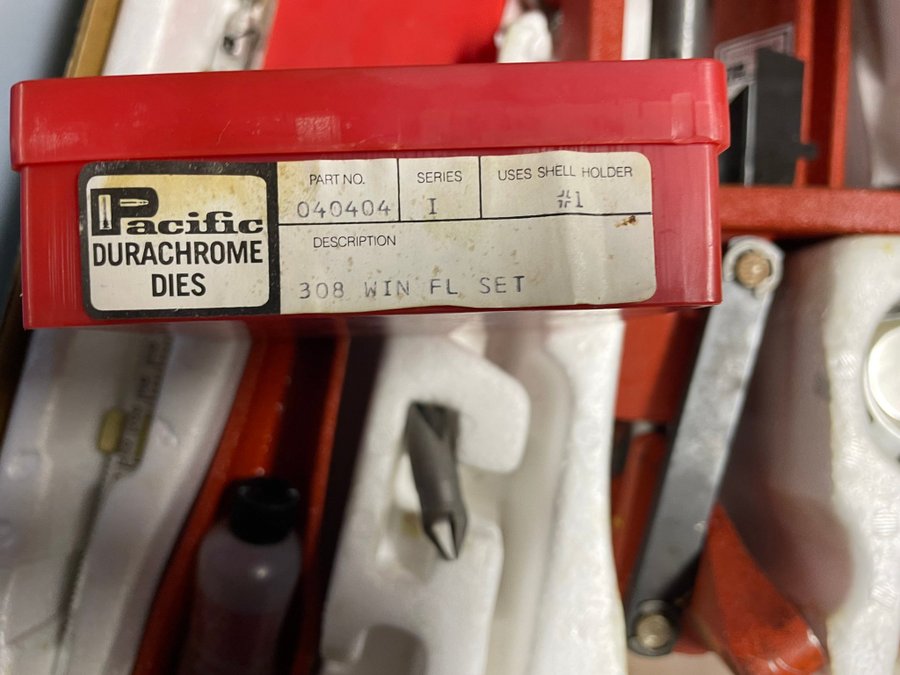 Pacific
DURACHROME
DIES
PART NO.
040404
SERIES
I
USES SHELL HOLDER
#1
DESCRIPTION
308 WIN FL SET